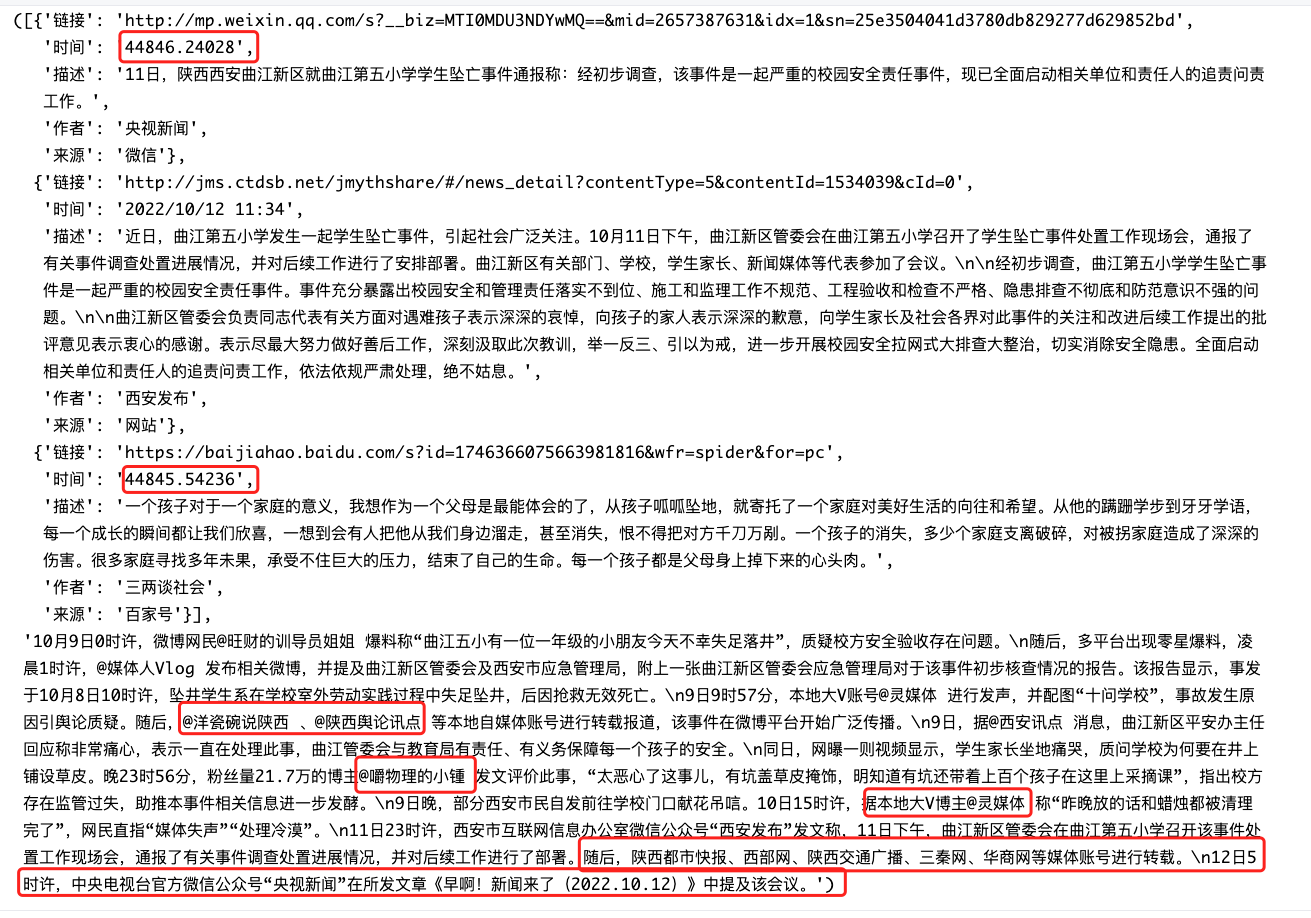 ([{'链接': 'http://mp.weixin.qq.com/s?__biz=MTI0MDU3NDYwMQ==&mid=2657387631&idx=1&sn=25e3504041d3780db829277d629852bd',
'时间': '44846.24028',
'描述': '11日，陕西西安曲江新区就曲江第五小学学生坠亡事件通报称：经初步调查，该事件是一起严重的校园安全责任事件，现已全面启动相关单位和责任人的追责问责
工作。',
'作者': '央视新闻',
'来源': '微信'},
{'链接': 'http://jms.ctdsb.net/jmythshare/#/news_detail?contentType=5&contentId=1534039&cId=0',
'时间': '2022/10/12 11:34',
'描述': '近日，曲江第五小学发生一起学生坠亡事件，引起社会广泛关注。10月11日下午，曲江新区管委会在曲江第五小学召开了学生坠亡事件处置工作现场会，通报了
有关事件调查处置进展情况，并对后续工作进行了安排部署。曲江新区有关部门、学校，学生家长、新闻媒体等代表参加了会议。\n\n经初步调查，曲江第五小学学生坠亡事
件是一起严重的校园安全责任事件。事件充分暴露出校园安全和管理责任落实不到位、施工和监理工作不规范、工程验收和检查不严格、隐患排查不彻底和防范意识不强的问
题。\n\n曲江新区管委会负责同志代表有关方面对遇难孩子表示深深的哀悼，向孩子的家人表示深深的歉意，向学生家长及社会各界对此事件的关注和改进后续工作提出的批
评意见表示衷心的感谢。表示尽最大努力做好善后工作，深刻汲取此次教训，举一反三、引以为戒，进一步开展校园安全拉网式大排查大整治，切实消除安全隐患。全面启动
相关单位和责任人的追责问责工作，依法依规严肃处理，绝不姑息。',
'作者': '西安发布',
'来源': '网站'},
{'链接': 'https://baijiahao.baidu.com/s?id=1746366075663981816&wfr=spider&for=pc',
'时间': '44845.54236',
'描述': '一个孩子对于一个家庭的意义，我想作为一个父母是最能体会的了，从孩子呱呱坠地，就寄托了一个家庭对美好生活的向往和希望。从他的蹒跚学步到牙牙学语，
每一个成长的瞬间都让我们欣喜，一想到会有人把他从我们身边溜走，甚至消失，恨不得把对方千刀万剐。一个孩子的消失，多少个家庭支离破碎，对被拐家庭造成了深深的
伤害。很多家庭寻找多年未果，承受不住巨大的压力，结束了自己的生命。每一个孩子都是父母身上掉下来的心头肉。',
'作者': '三两谈社会',
'来源': '百家号'}],
'10月9日0时许，微博网民@旺财的训导员姐姐 爆料称“曲江五小有一位一年级的小朋友今天不幸失足落井”，质疑校方安全验收存在问题。\n随后，多平台出现零星爆料，凌
晨1时许，@媒体人Vlog 发布相关微博，并提及曲江新区管委会及西安市应急管理局，附上一张曲江新区管委会应急管理局对于该事件初步核查情况的报告。该报告显示，事发
于10月8日10时许，坠井学生系在学校室外劳动实践过程中失足坠井，后因抢救无效死亡。\n9日9时57分，本地大V账号@灵媒体 进行发声，并配图“十问学校”，事故发生原
因引舆论质疑。随后，@洋瓷碗说陕西 、@陕西舆论讯点 等本地自媒体账号进行转载报道，该事件在微博平台开始广泛传播。\n9日，据@西安讯点 消息，曲江新区平安办主任
回应称非常痛心，表示一直在处理此事，曲江管委会与教育局有责任、有义务保障每一个孩子的安全。\n同日，网曝一则视频显示，学生家长坐地痛哭，质问学校为何要在井上
铺设草皮。晚23时56分，粉丝量21.7万的博主@嚼物理的小锤 发文评价此事，“太恶心了这事儿，有坑盖草皮掩饰，明知道有坑还带着上百个孩子在这里上采摘课”，指出校方
存在监管过失，助推本事件相关信息进一步发酵。\n9日晚，部分西安市民自发前往学校门口献花吊唁。10日15时许，据本地大V博主@灵媒体 称“昨晚放的话和蜡烛都被清理
完了”，网民直指“媒体失声”“处理冷漠”。\n11日23时许，西安市互联网信息办公室微信公众号“西安发布”发文称，11日下午，曲江新区管委会在曲江第五小学召开该事件处
置工作现场会，通报了有关事件调查处置进展情况，并对后续工作进行了部署。随后，陕西都市快报、西部网、陕西交通广播、三秦网、华商网等媒体账号进行转载。\n12日5
时许，中央电视台官方微信公众号“央视新闻”在所发文章《早啊！新闻来了（2022.10.12）》中提及该会议。')